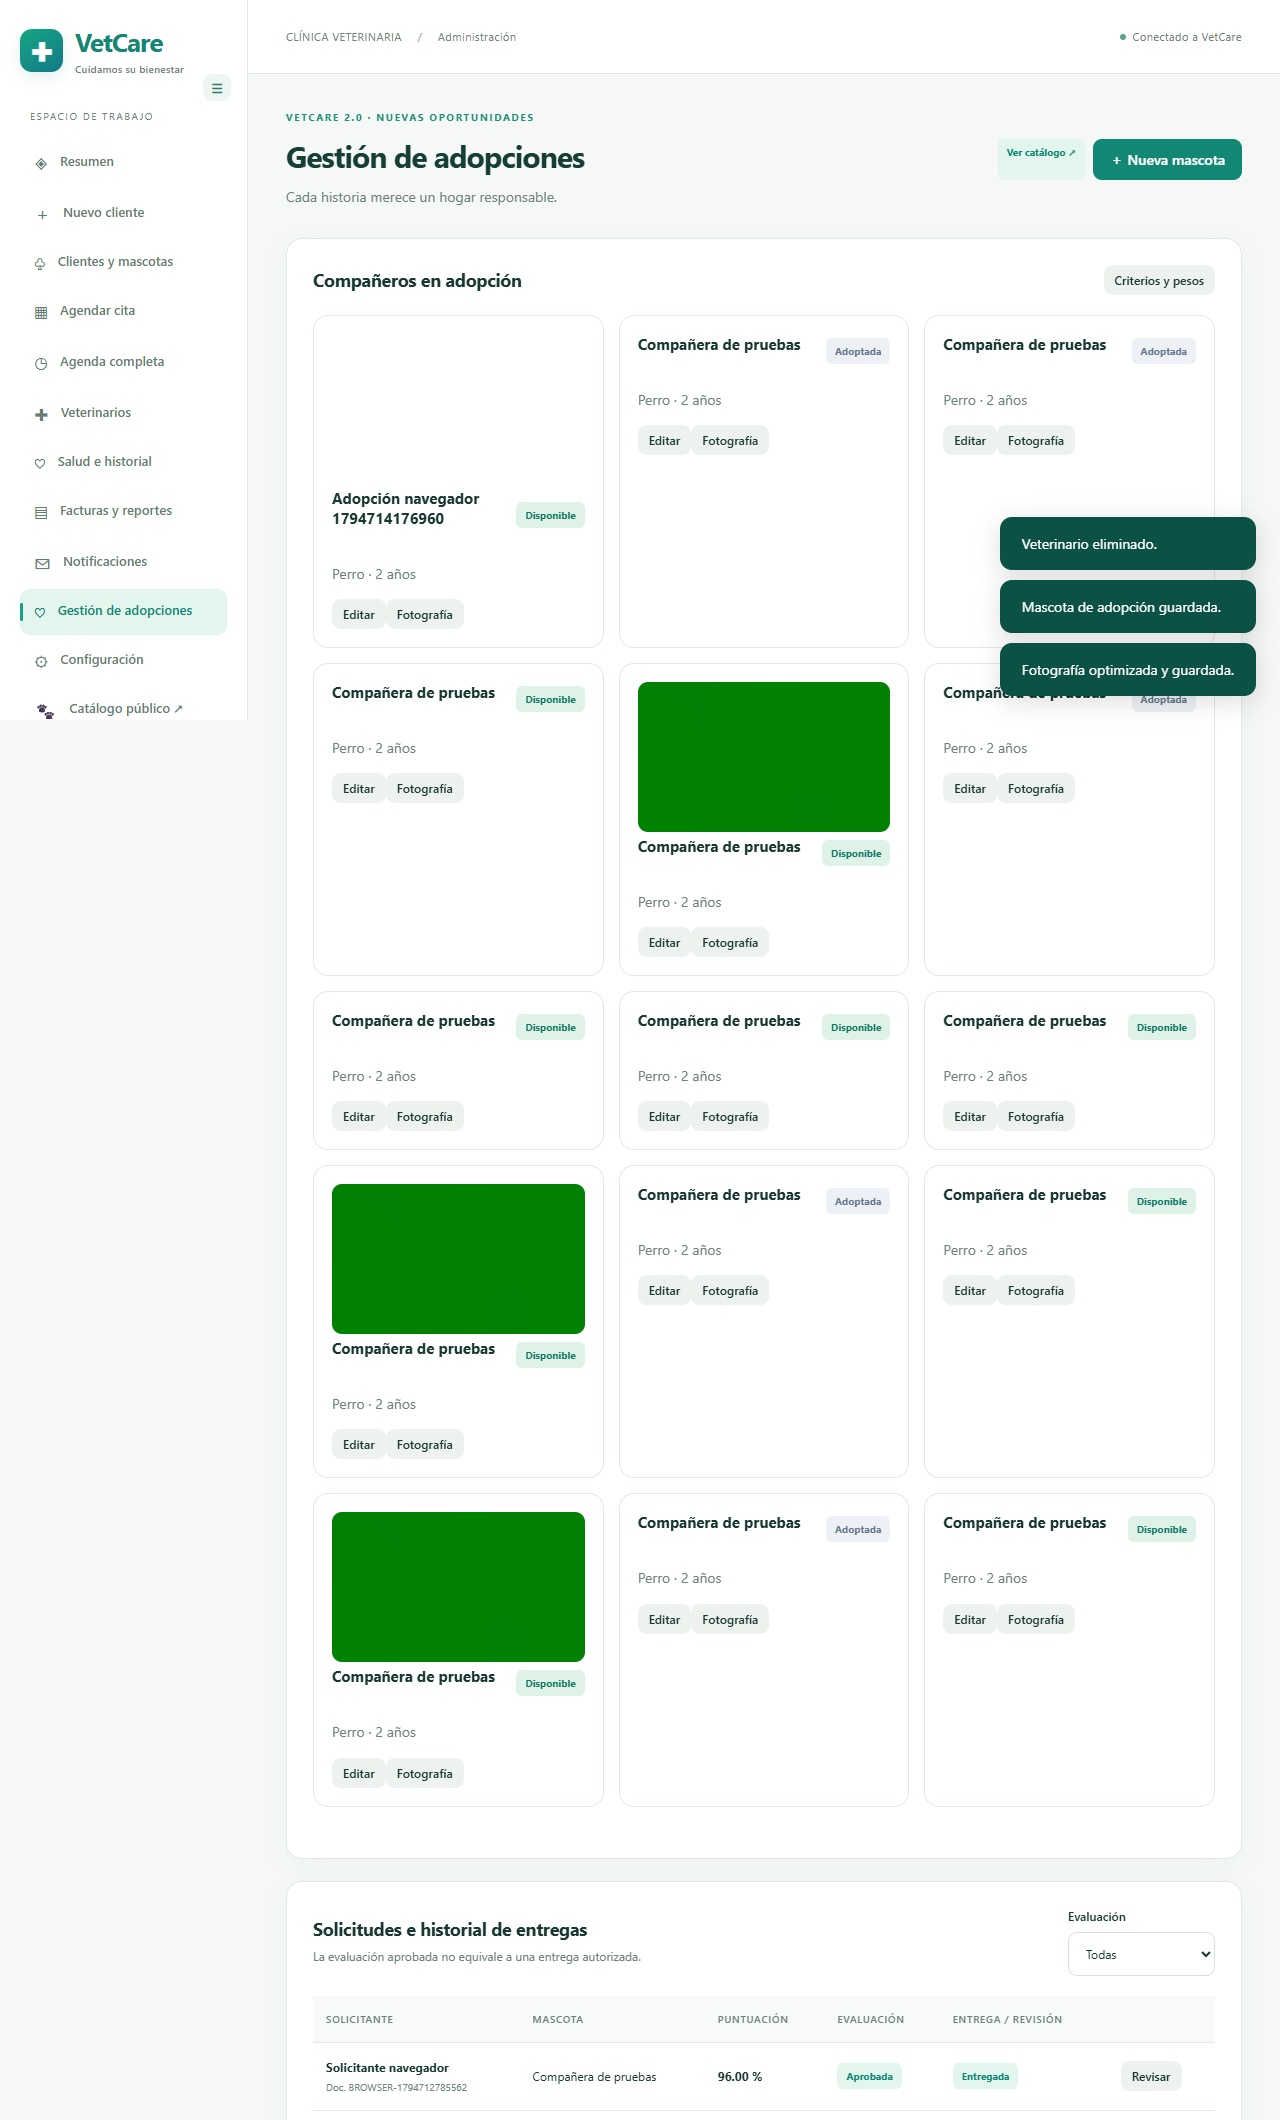 VetCare
Cuidamos su bienestar
ESPACIO DE TRABAJO
Resumen
Nuevo cliente
Clientes y mascotas
Agendar cita
Agenda completa
Veterinarios
Salud e historial
Facturas y reportes
Notificaciones
Gestión de adopciones
Configuración
Catálogo público ↗
CLÍNICA VETERINARIA / Administración
Conectado a VetCare
VETCARE 2.0 · NUEVAS OPORTUNIDADES
Gestión de adopciones
Cada historia merece un hogar responsable.
Ver catálogo ↗
+ Nueva mascota
Compañeros en adopción
Criterios y pesos
Adopción navegador
1794714176960
Disponible
Perro · 2 años
Editar Fotografía
Compañera de pruebas
Adoptada
Perro · 2 años
Editar Fotografía
Compañera de pruebas
Adoptada
Perro · 2 años
Editar Fotografía
Veterinario eliminado.
Mascota de adopción guardada.
Fotografía optimizada y guardada.
Compañera de pruebas
Disponible
Perro · 2 años
Editar Fotografía
Compañera de pruebas
Disponible
Perro · 2 años
Editar Fotografía
Compañera de pruebas
Adoptada
Perro · 2 años
Editar Fotografía
Compañera de pruebas
Disponible
Perro · 2 años
Editar Fotografía
Compañera de pruebas
Disponible
Perro · 2 años
Editar Fotografía
Compañera de pruebas
Disponible
Perro · 2 años
Editar Fotografía
Compañera de pruebas
Disponible
Perro · 2 años
Editar Fotografía
Compañera de pruebas
Adoptada
Perro · 2 años
Editar Fotografía
Compañera de pruebas
Disponible
Perro · 2 años
Editar Fotografía
Compañera de pruebas
Disponible
Perro · 2 años
Editar Fotografía
Compañera de pruebas
Adoptada
Perro · 2 años
Editar Fotografía
Compañera de pruebas
Disponible
Perro · 2 años
Editar Fotografía
Solicitudes e historial de entregas
La evaluación aprobada no equivale a una entrega autorizada.
Evaluación
Todas
SOLICITANTE MASCOTA PUNTUACIÓN EVALUACIÓN ENTREGA / REVISIÓN
Solicitante navegador
Doc. BROWSER-1794712785562
Compañera de pruebas
96.00 %
Aprobada
Entregada
Revisar